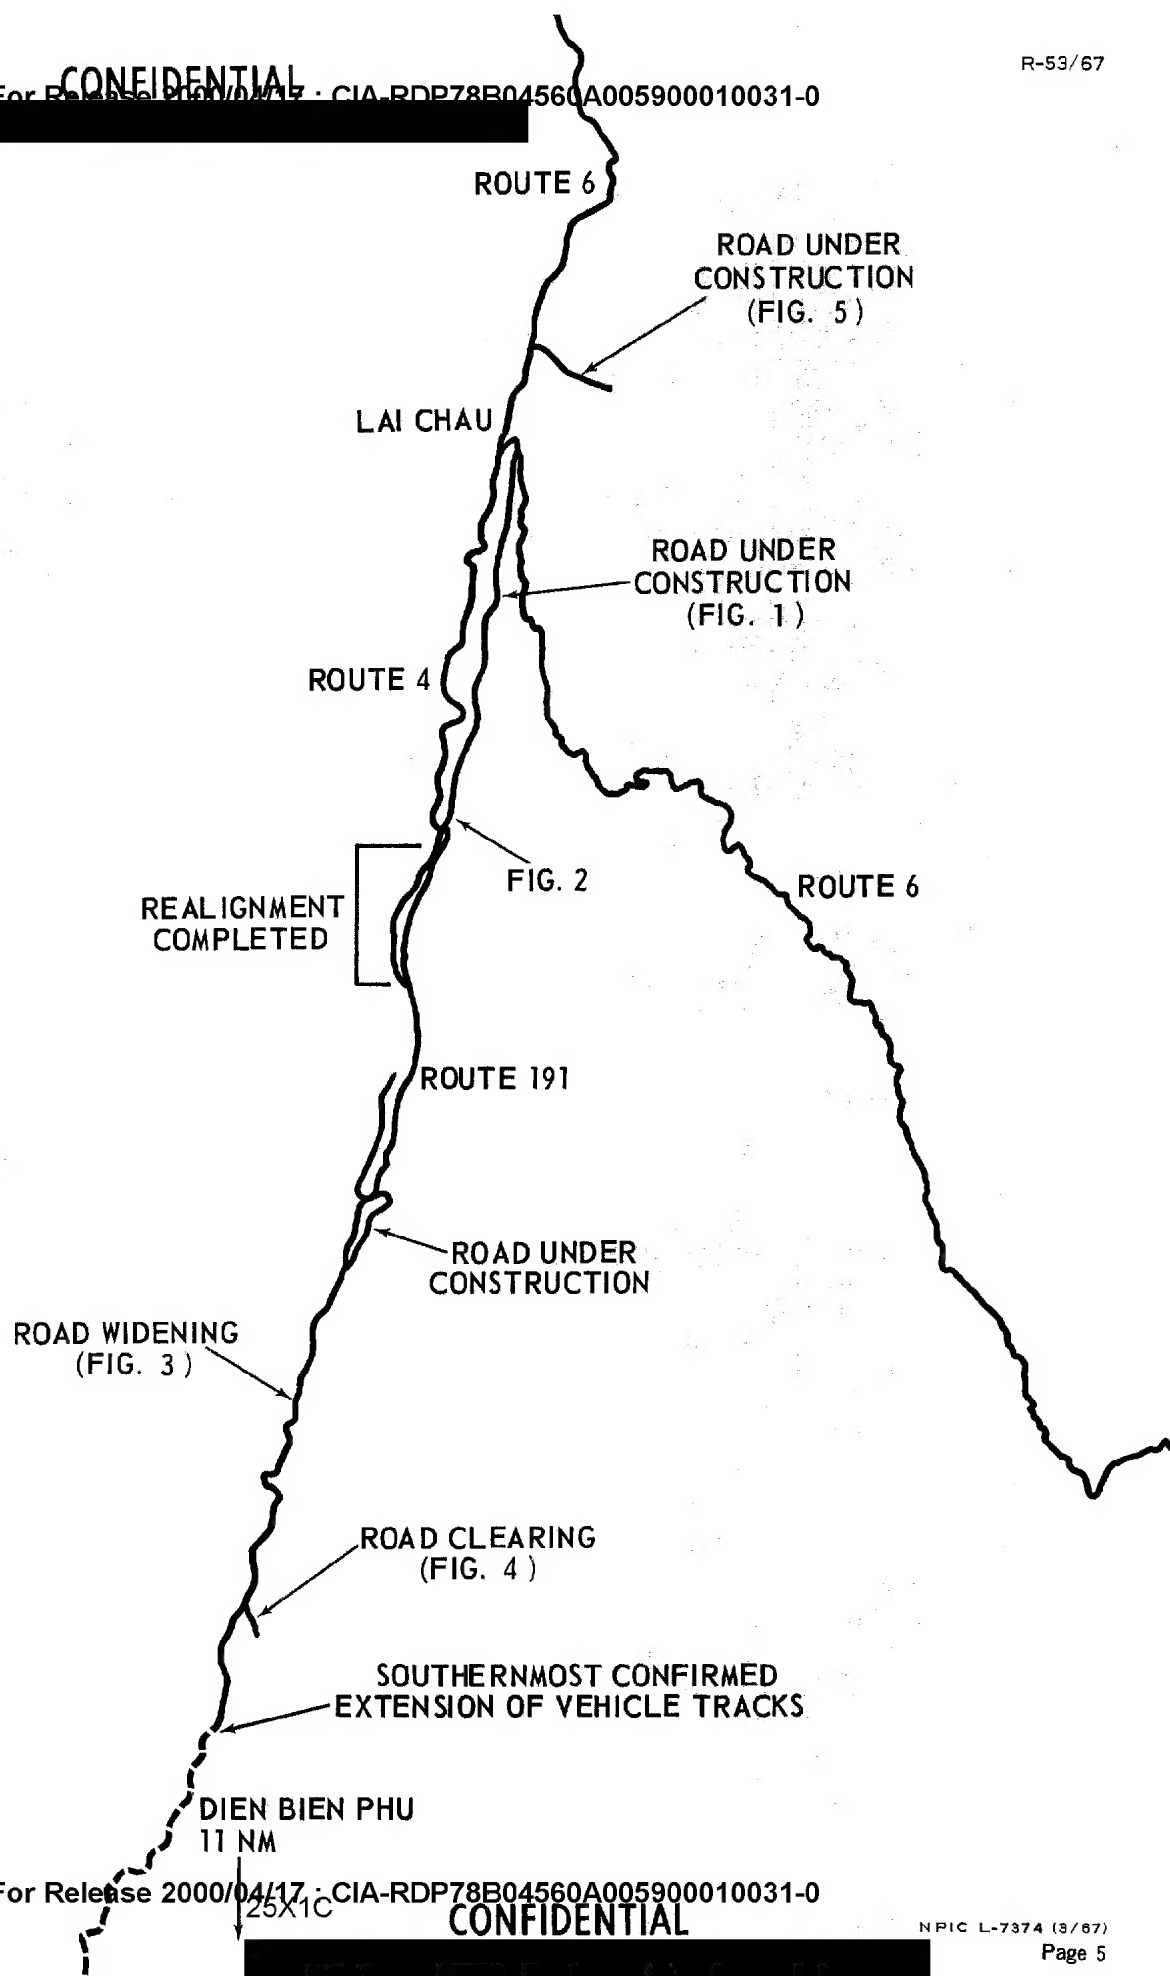 R-53/67
CONFIDENTIAL
For Release 2000/04/17 : CIA-RDP78B04560A005900010031-0
ROUTE 6
ROAD UNDER
CONSTRUCTION
(FIG. 5)
LAI CHAU
ROAD UNDER
CONSTRUCTION
(FIG. 1)
ROUTE 4
FIG. 2
ROUTE 6
REALIGNMENT
COMPLETED
ROUTE 191
ROAD UNDER
CONSTRUCTION
ROAD WIDENING
(FIG. 3)
ROAD CLEARING
(FIG. 4)
SOUTHERNMOST CONFIRMED
EXTENSION OF VEHICLE TRACKS
DIEN BIEN PHU
11 NM
For Release 2000/04/17 : CIA-RDP78B04560A005900010031-0
25X1C
CONFIDENTIAL
NPIC L-7374 (3/67)
Page 5